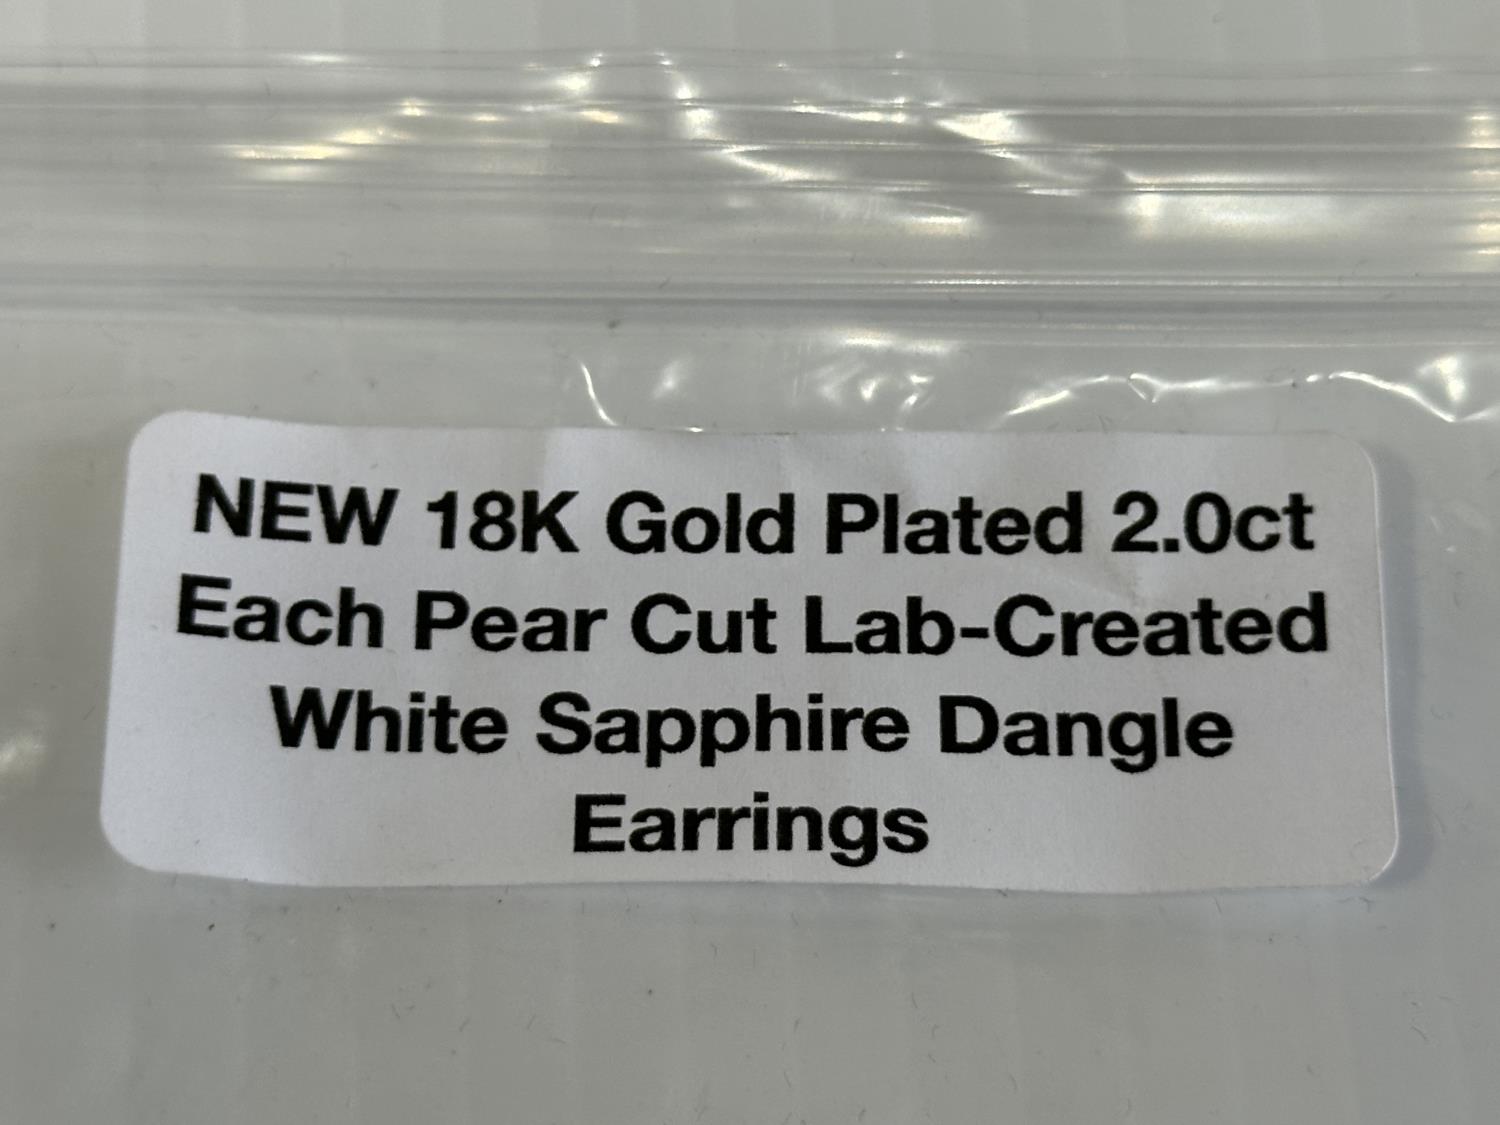 NEW 18K Gold Plated 2.0ct
Each Pear Cut Lab-Created
White Sapphire Dangle
Earrings